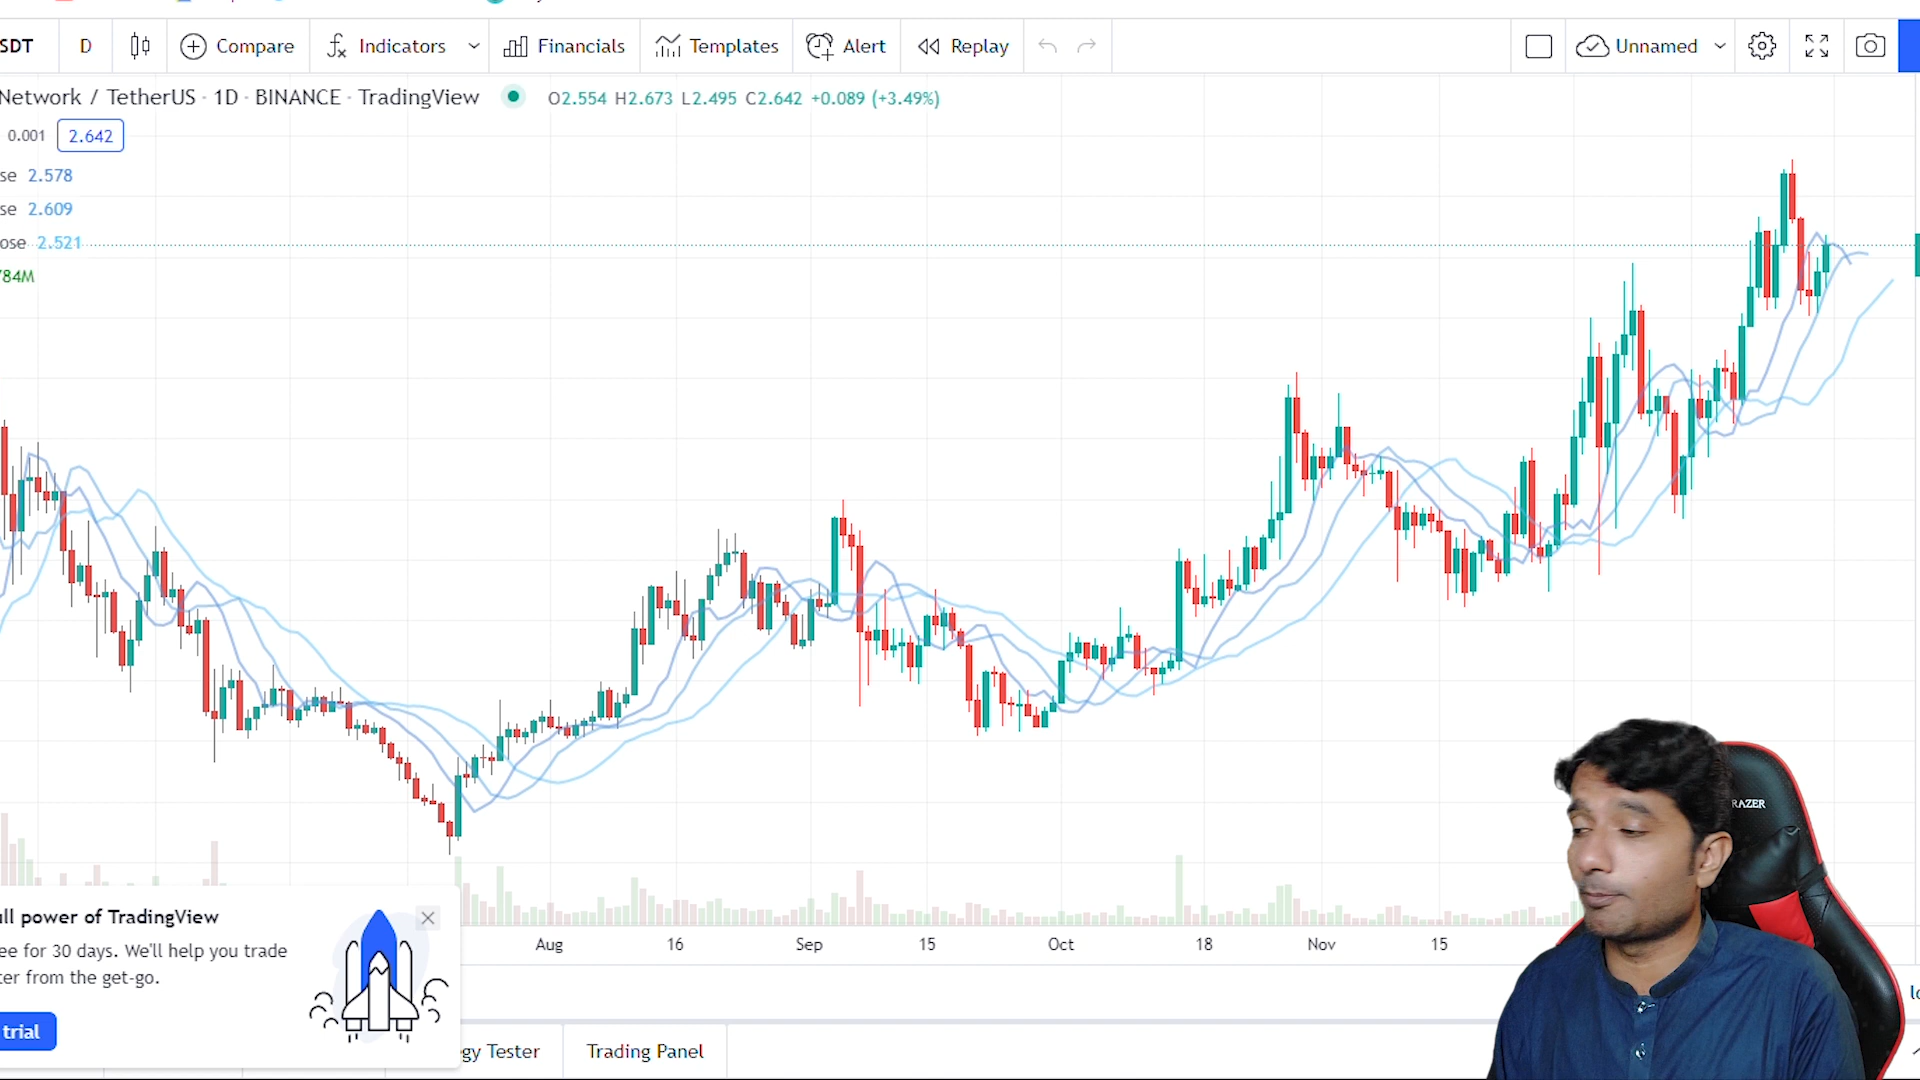 SDT D Compare Indicators Financials Templates Alert Replay Unnamed
Network / TetherUS · 1D · BINANCE · TradingView O2.554 H2.673 L2.495 C2.642 +0.089 (+3.49%)
0.001 2.642
se 2.578
se 2.609
ose 2.521
784M
Aug 16 Sep 15 Oct 18 Nov 15
ull power of TradingView
ee for 30 days. We'll help you trade
ter from the get-go.
trial
gy Tester Trading Panel
RAZER